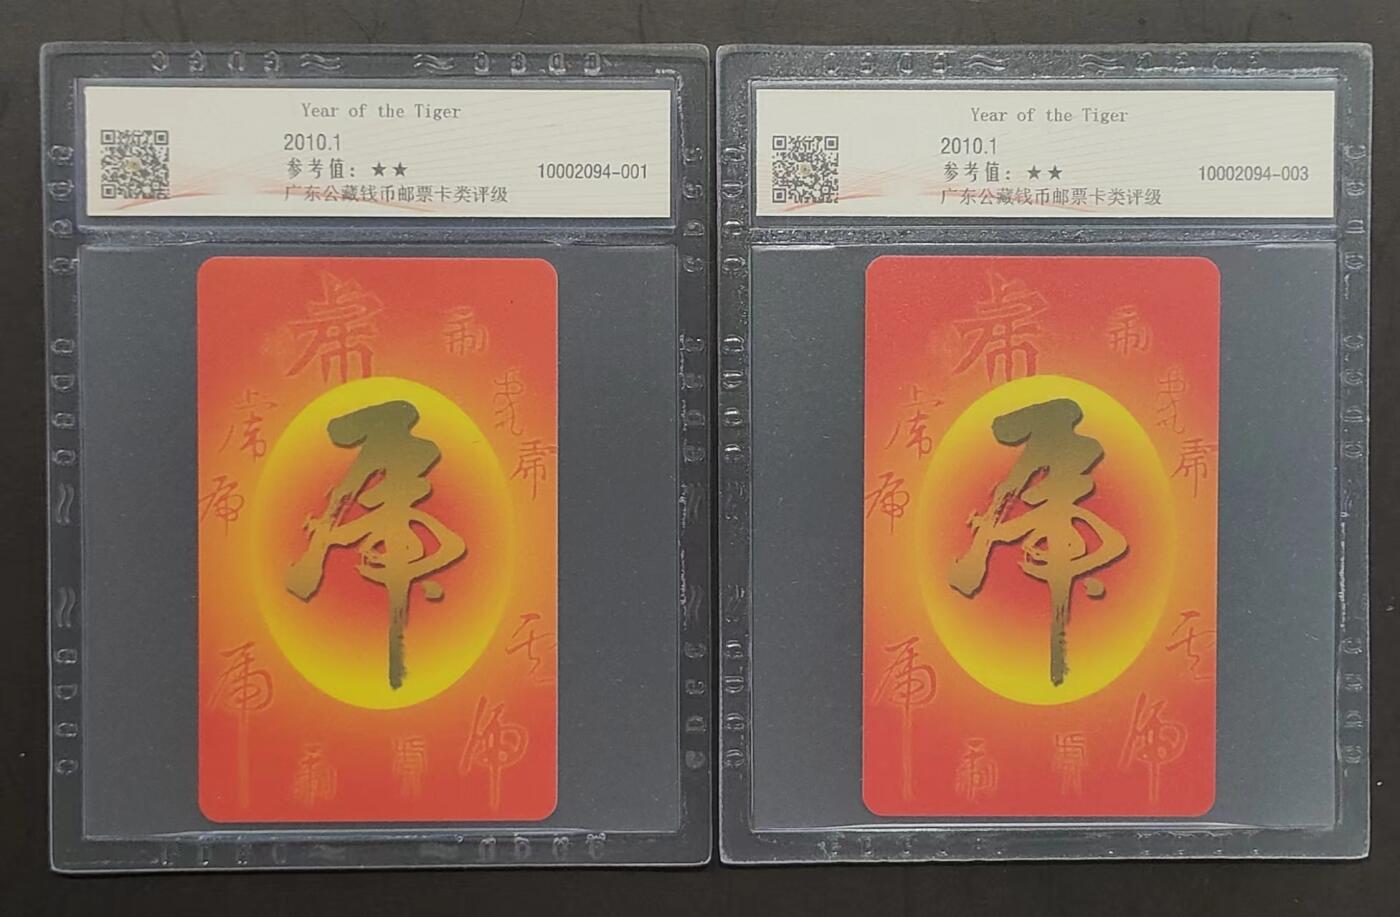 Year of the Tiger
2010.1
参考值：★★
10002094-001
广东公藏钱币邮票卡类评级
虎
Year of the Tiger
2010.1
参考值：★★
10002094-003
广东公藏钱币邮票卡类评级
虎